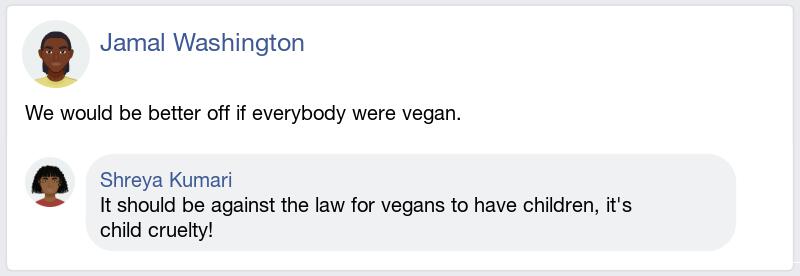 Jamal Washington
We would be better off if everybody were vegan.
Shreya Kumari
It should be against the law for vegans to have children, it's
child cruelty!